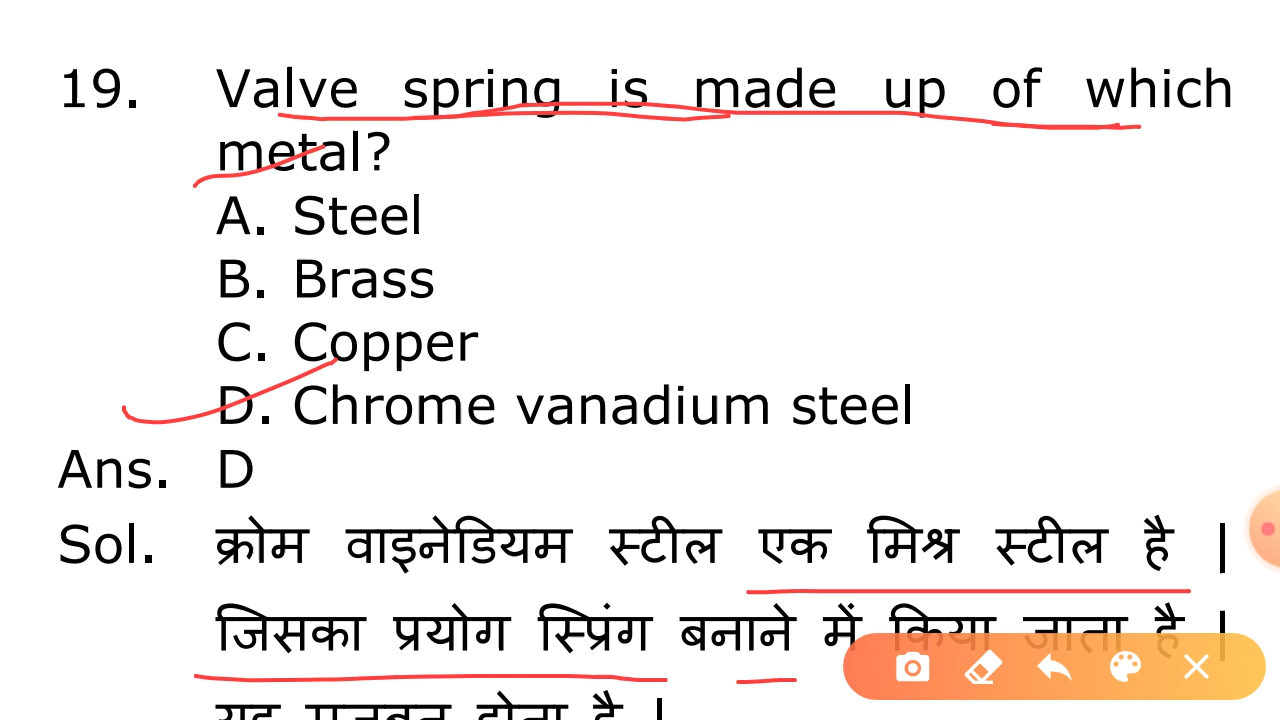 19. Valve spring is made up of which
metal?
A. Steel
B. Brass
C. Copper
D. Chrome vanadium steel
Ans. D
Sol. क्रोम वाइनेडियम स्टील एक मिश्र स्टील है |
जिसका प्रयोग स्प्रिंग बनाने में किया जाता है |
होता है |